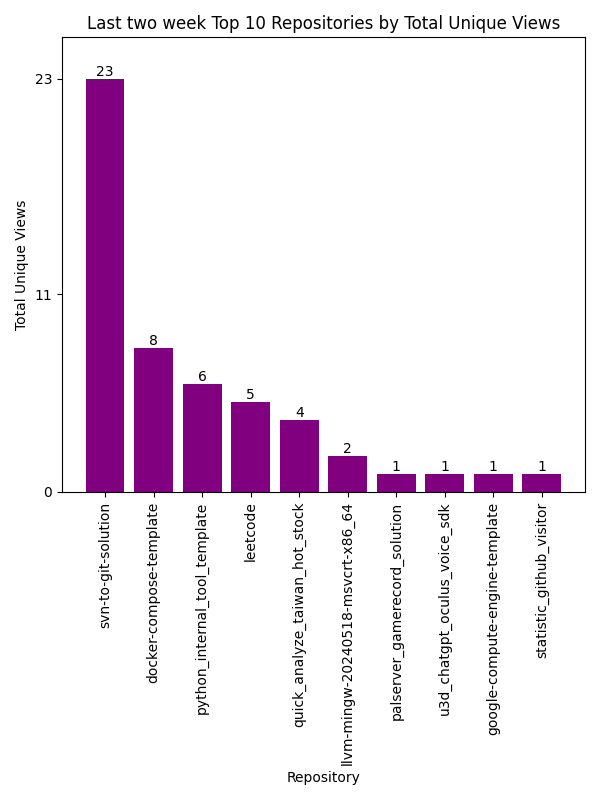 Last two week Top 10 Repositories by Total Unique Views
Total Unique Views
23
11
0
23
8
6
5
4
2
1
1
1
1
svn-to-git-solution
docker-compose-template
python_internal_tool_template
leetcode
quick_analyze_taiwan_hot_stock
llvm-mingw-20240518-msvcrt-x86_64
palserver_gamerecord_solution
u3d_chatgpt_oculus_voice_sdk
google-compute-engine-template
statistic_github_visitor
Repository